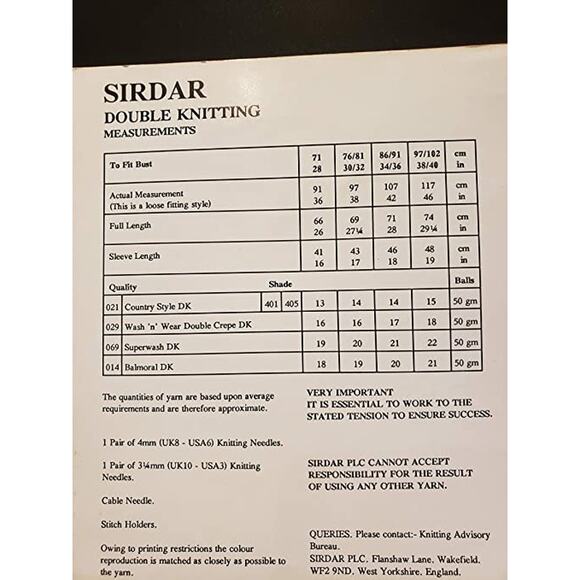 SIRDAR
DOUBLE KNITTING
MEASUREMENTS
To Fit Bust 71 76/81 86/91 97/102 cm
28 30/32 34/36 38/40 in
Actual Measurement 91 97 107 117 cm
(This is a loose fitting style) 36 38 42 46 in
Full Length 66 69 71 74 cm
26 27¼ 28 29¼ in
Sleeve Length 41 43 46 48 cm
16 17 18 19 in
Quality Shade Balls
021 Country Style DK 401 405 13 14 14 15 50 gm
029 Wash 'n' Wear Double Crepe DK 16 16 17 18 50 gm
069 Superwash DK 19 20 21 22 50 gm
014 Balmoral DK 18 19 20 21 50 gm
The quantities of yarn are based upon average
requirements and are therefore approximate.
1 Pair of 4mm (UK8 - USA6) Knitting Needles.
1 Pair of 3¼mm (UK10 - USA3) Knitting
Needles.
Cable Needle.
Stitch Holders.
Owing to printing restrictions the colour
reproduction is matched as closely as possible to
the yarn.
VERY IMPORTANT
IT IS ESSENTIAL TO WORK TO THE
STATED TENSION TO ENSURE SUCCESS.
SIRDAR PLC CANNOT ACCEPT
RESPONSIBILITY FOR THE RESULT
OF USING ANY OTHER YARN.
QUERIES. Please contact:- Knitting Advisory
Bureau.
SIRDAR PLC, Flanshaw Lane, Wakefield.
WF2 9ND, West Yorkshire, England.